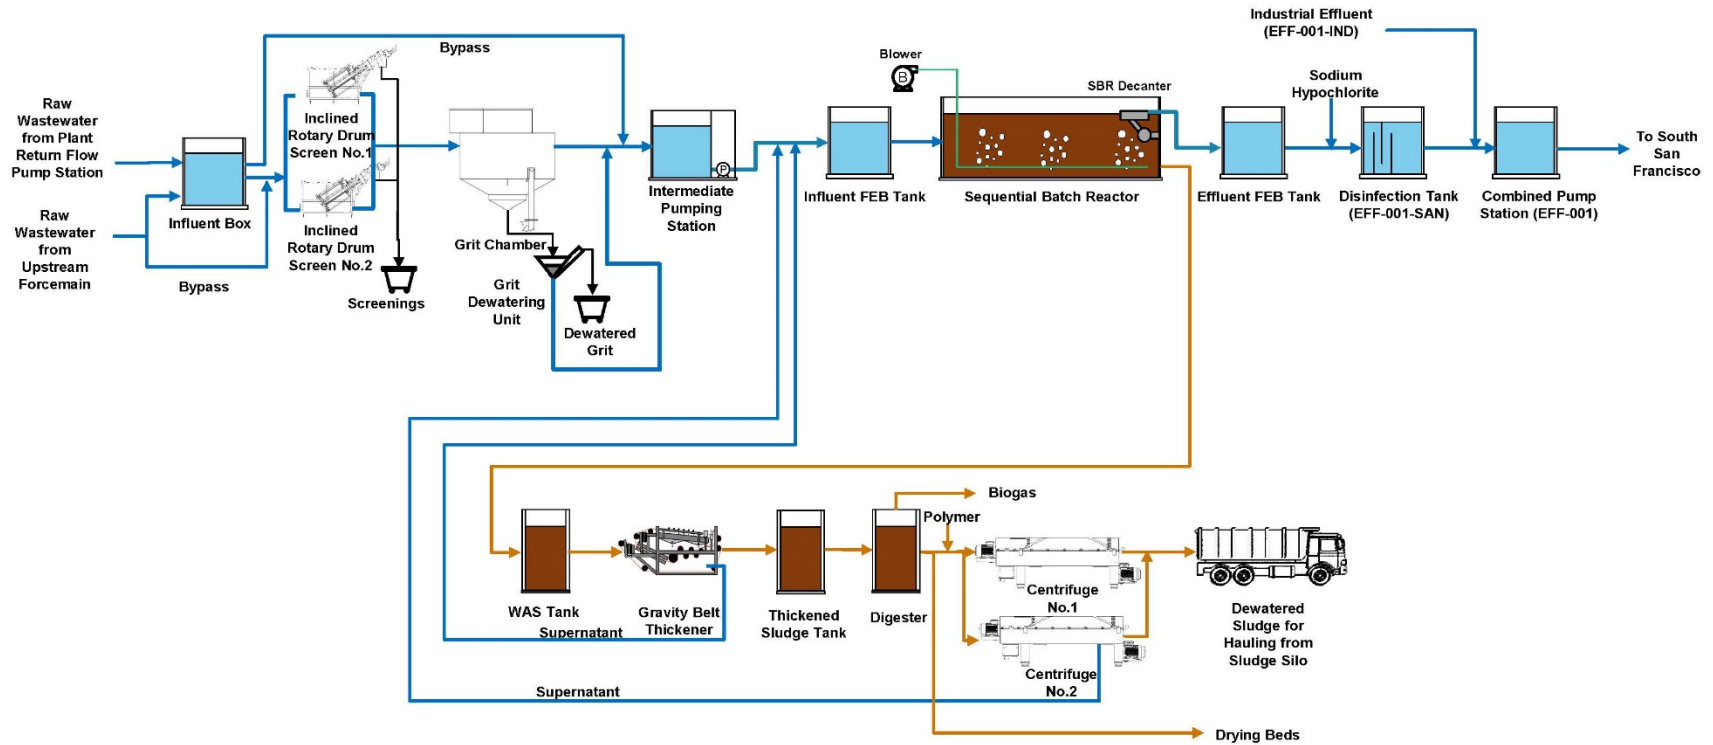 Industrial Effluent
(EFF-001-IND)
Bypass
Blower
B
SBR Decanter
Sodium
Hypochlorite
Raw
Wastewater
from Plant
Return Flow
Pump Station
Inclined
Rotary Drum
Screen No.1
P
To South
San
Francisco
Influent Box
Intermediate
Pumping
Station
Influent FEB Tank
Sequential Batch Reactor
Effluent FEB Tank
Disinfection Tank
(EFF-001-SAN)
Combined Pump
Station (EFF-001)
Raw
Wastewater
from
Upstream
Forcemain
Inclined
Rotary Drum
Screen No.2
Grit Chamber
Bypass
Screenings
Grit
Dewatering
Unit
Dewatered
Grit
Biogas
Polymer
WAS Tank
Gravity Belt
Thickener
Thickened
Sludge Tank
Digester
Centrifuge
No.1
Dewatered
Sludge for
Hauling from
Sludge Silo
Supernatant
Centrifuge
No.2
Supernatant
Drying Beds